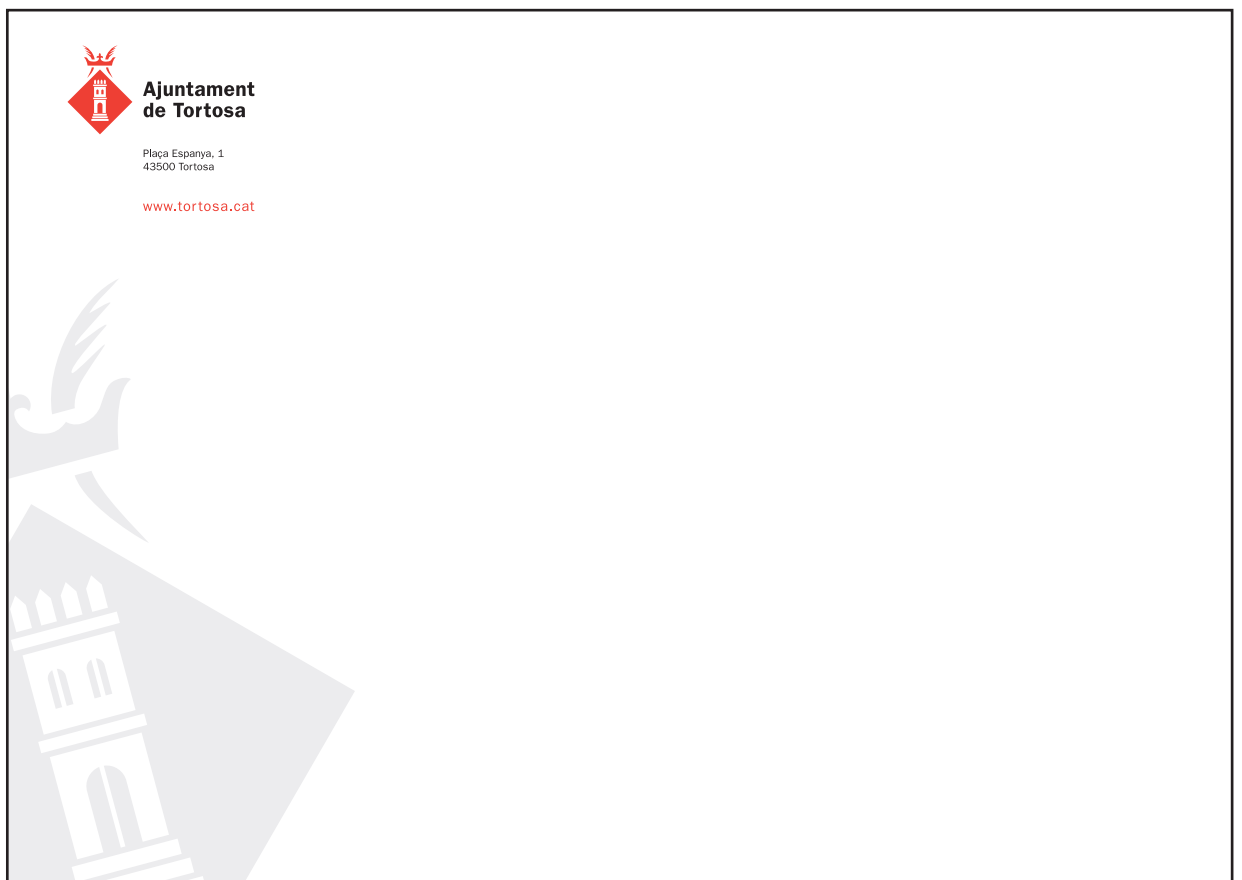 Ajuntament
de Tortosa
Plaça Espanya, 1
43500 Tortosa
www.tortosa.cat